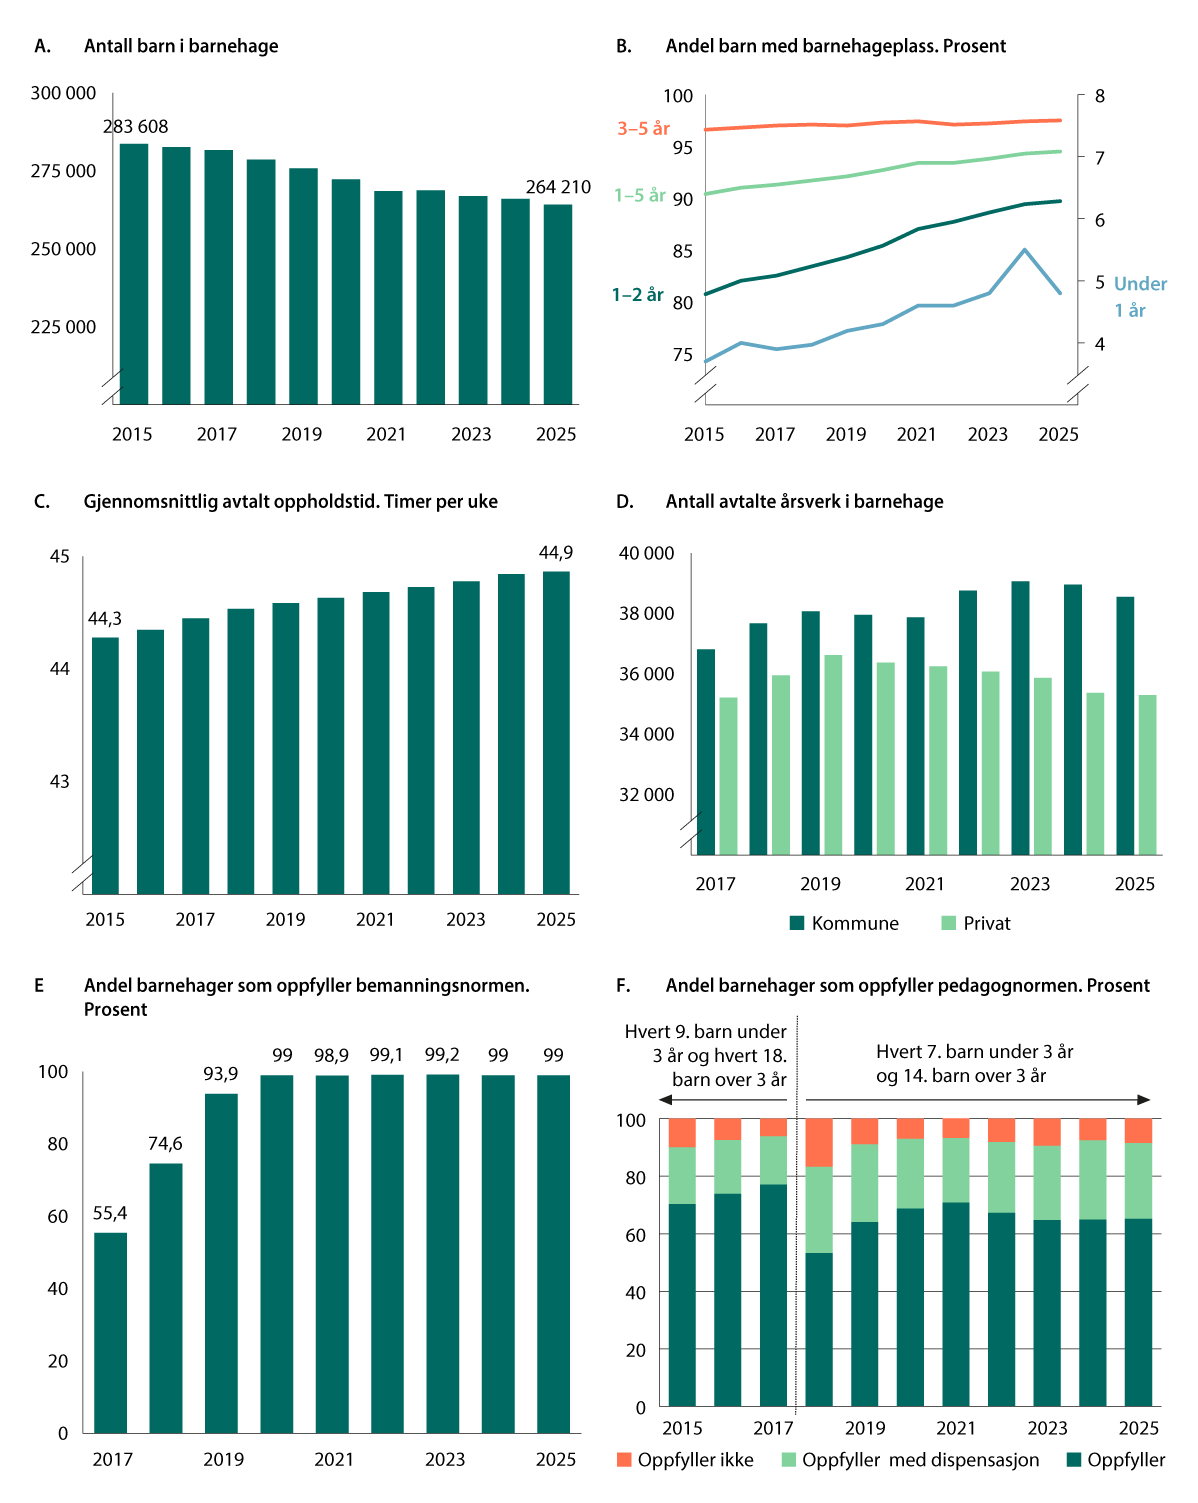 A. Antall barn i barnehage
300 000
283 608
275 000
264 210
250 000
225 000
2015 2017 2019 2021 2023 2025
B. Andel barn med barnehageplass. Prosent
100 8
3–5 år
95
7
1–5 år
90
6
85
5 Under
1–2 år 80
1 år
75 4
2015 2017 2019 2021 2023 2025
C. Gjennomsnittlig avtalt oppholdstid. Timer per uke
45
44,9
44,3
44
43
2015 2017 2019 2021 2023 2025
D. Antall avtalte årsverk i barnehage
40 000
38 000
36 000
34 000
32 000
2017 2019 2021 2023 2025
Kommune Privat
E Andel barnehager som oppfyller bemanningsnormen.
Prosent
99 98,9 99,1 99,2 99 99
100
93,9
80
74,6
60
55,4
40
20
0
2017 2019 2021 2023 2025
F. Andel barnehager som oppfyller pedagognormen. Prosent
Hvert 9. barn under
3 år og hvert 18.
barn over 3 år
Hvert 7. barn under 3 år
og 14. barn over 3 år
100
80
60
40
20
0
2015 2017 2019 2021 2023 2025
Oppfyller ikke Oppfyller med dispensasjon Oppfyller